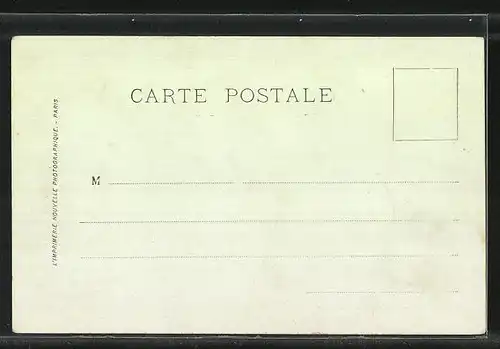 CARTE POSTALE
M
L'IMPRIMERIE NOUVELLE PHOTOGRAPHIQUE. - PARIS